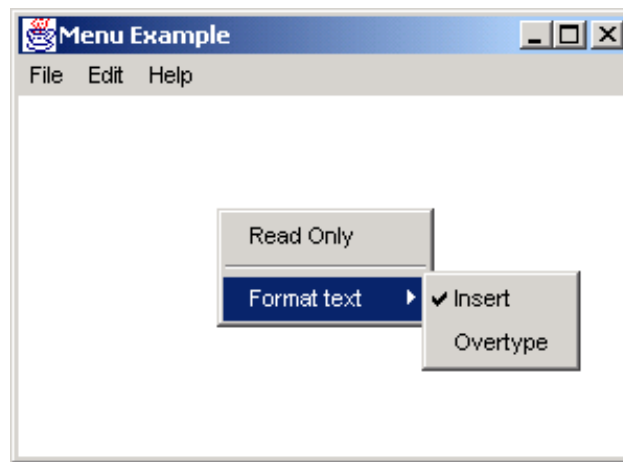 Menu Example
File Edit Help
Read Only
Format text
Insert
Overtype